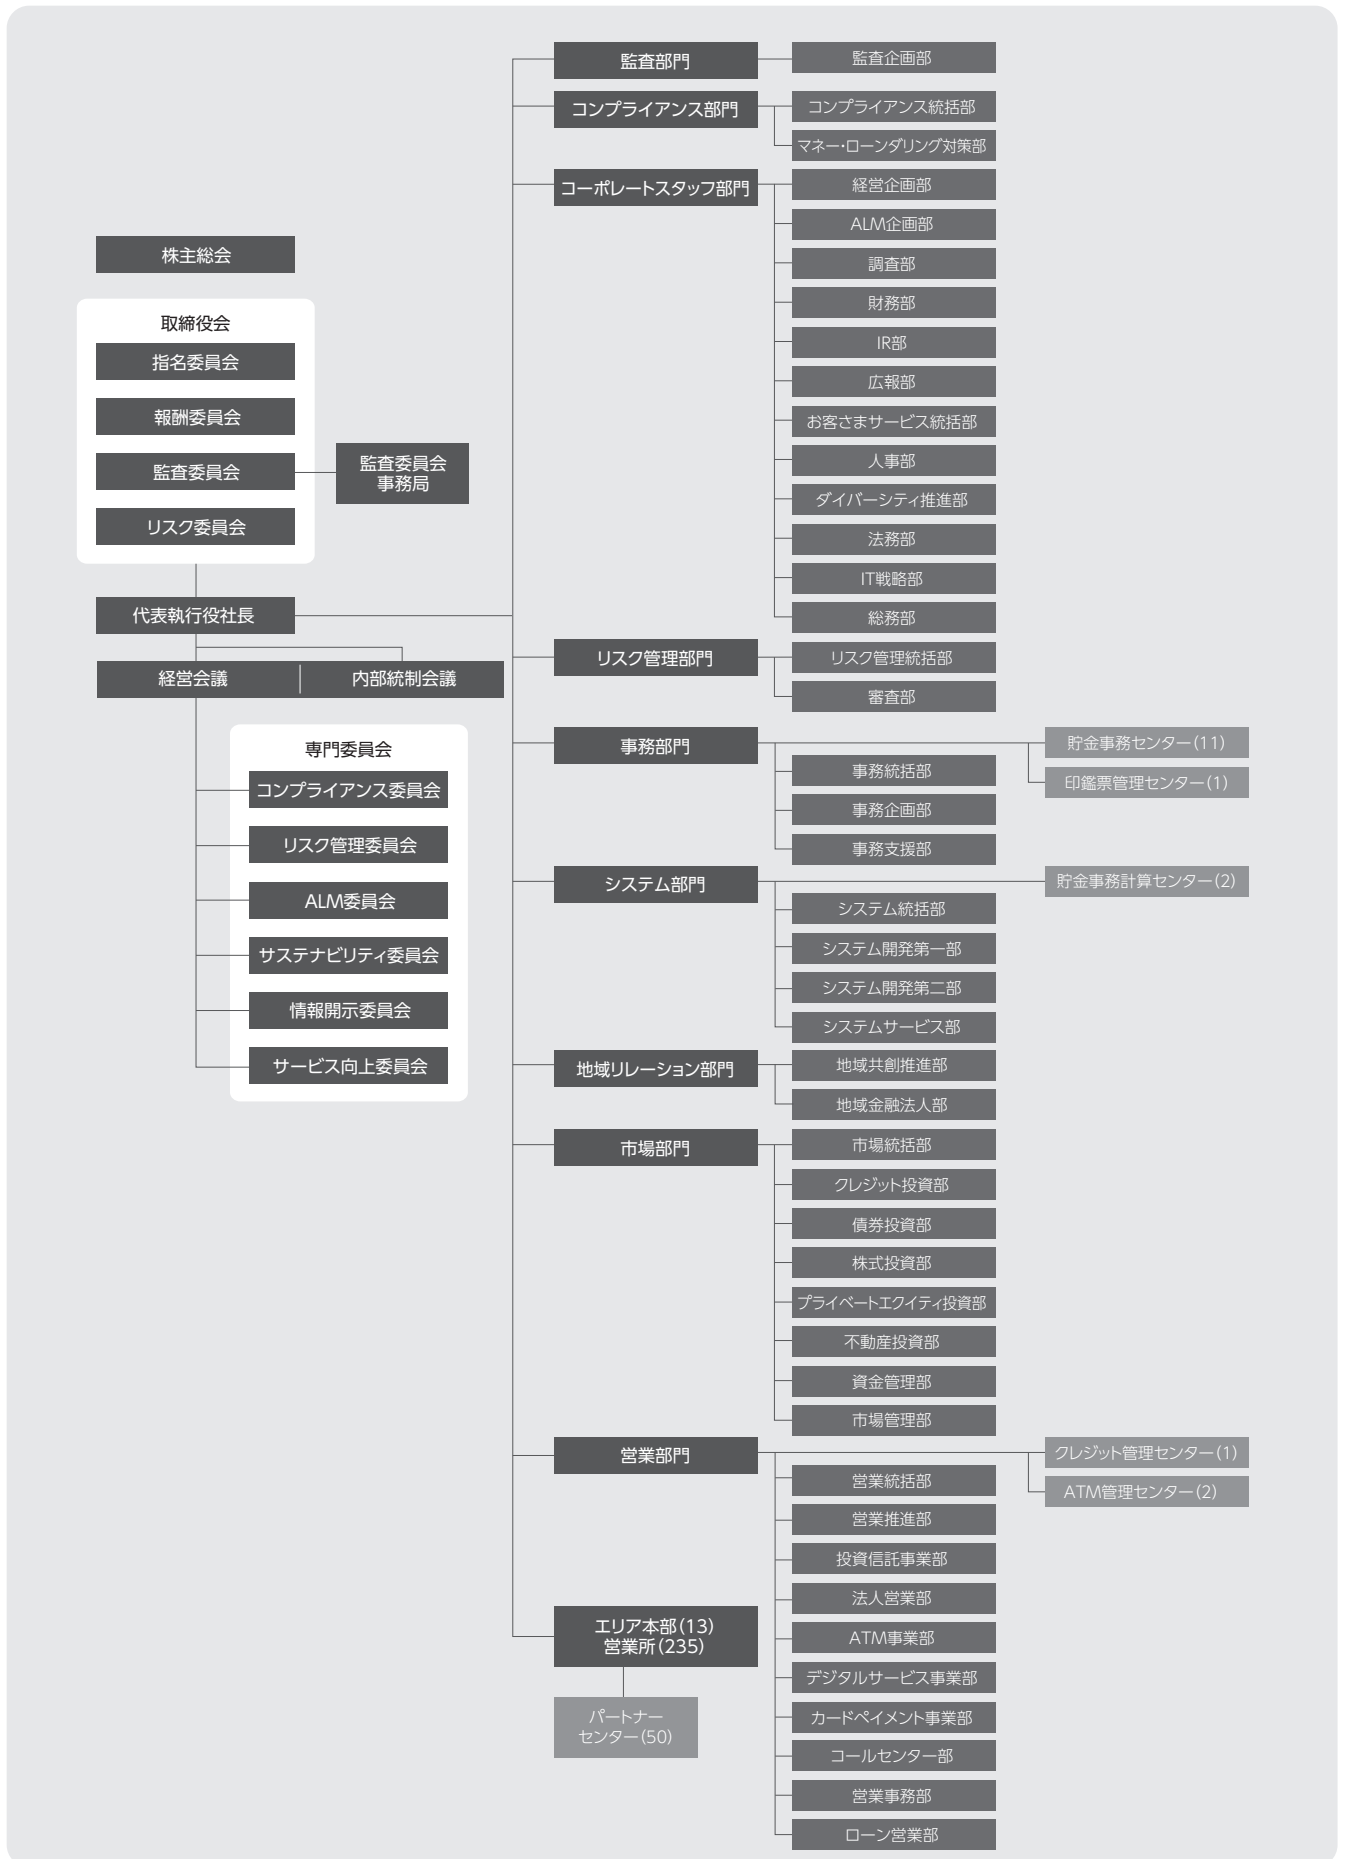 株主総会
取締役会
指名委員会
報酬委員会
監査委員会
監査委員会
事務局
リスク委員会
代表執行役社長
経営会議
内部統制会議
専門委員会
コンプライアンス委員会
リスク管理委員会
ALM委員会
サステナビリティ委員会
情報開示委員会
サービス向上委員会
監査部門
監査企画部
コンプライアンス部門
コンプライアンス統括部
マネー・ローンダリング対策部
コーポレートスタッフ部門
経営企画部
ALM企画部
調査部
財務部
IR部
広報部
お客さまサービス統括部
人事部
ダイバーシティ推進部
法務部
IT戦略部
総務部
リスク管理部門
リスク管理統括部
審査部
事務部門
貯金事務センター(11)
印鑑票管理センター(1)
事務統括部
事務企画部
事務支援部
システム部門
貯金事務計算センター(2)
システム統括部
システム開発第一部
システム開発第二部
システムサービス部
地域リレーション部門
地域共創推進部
地域金融法人部
市場部門
市場統括部
クレジット投資部
債券投資部
株式投資部
プライベートエクイティ投資部
不動産投資部
資金管理部
市場管理部
営業部門
クレジット管理センター(1)
ATM管理センター(2)
営業統括部
営業推進部
投資信託事業部
法人営業部
ATM事業部
デジタルサービス事業部
カードペイメント事業部
コールセンター部
営業事務部
ローン営業部
エリア本部(13)
営業所(235)
パートナー
センター(50)